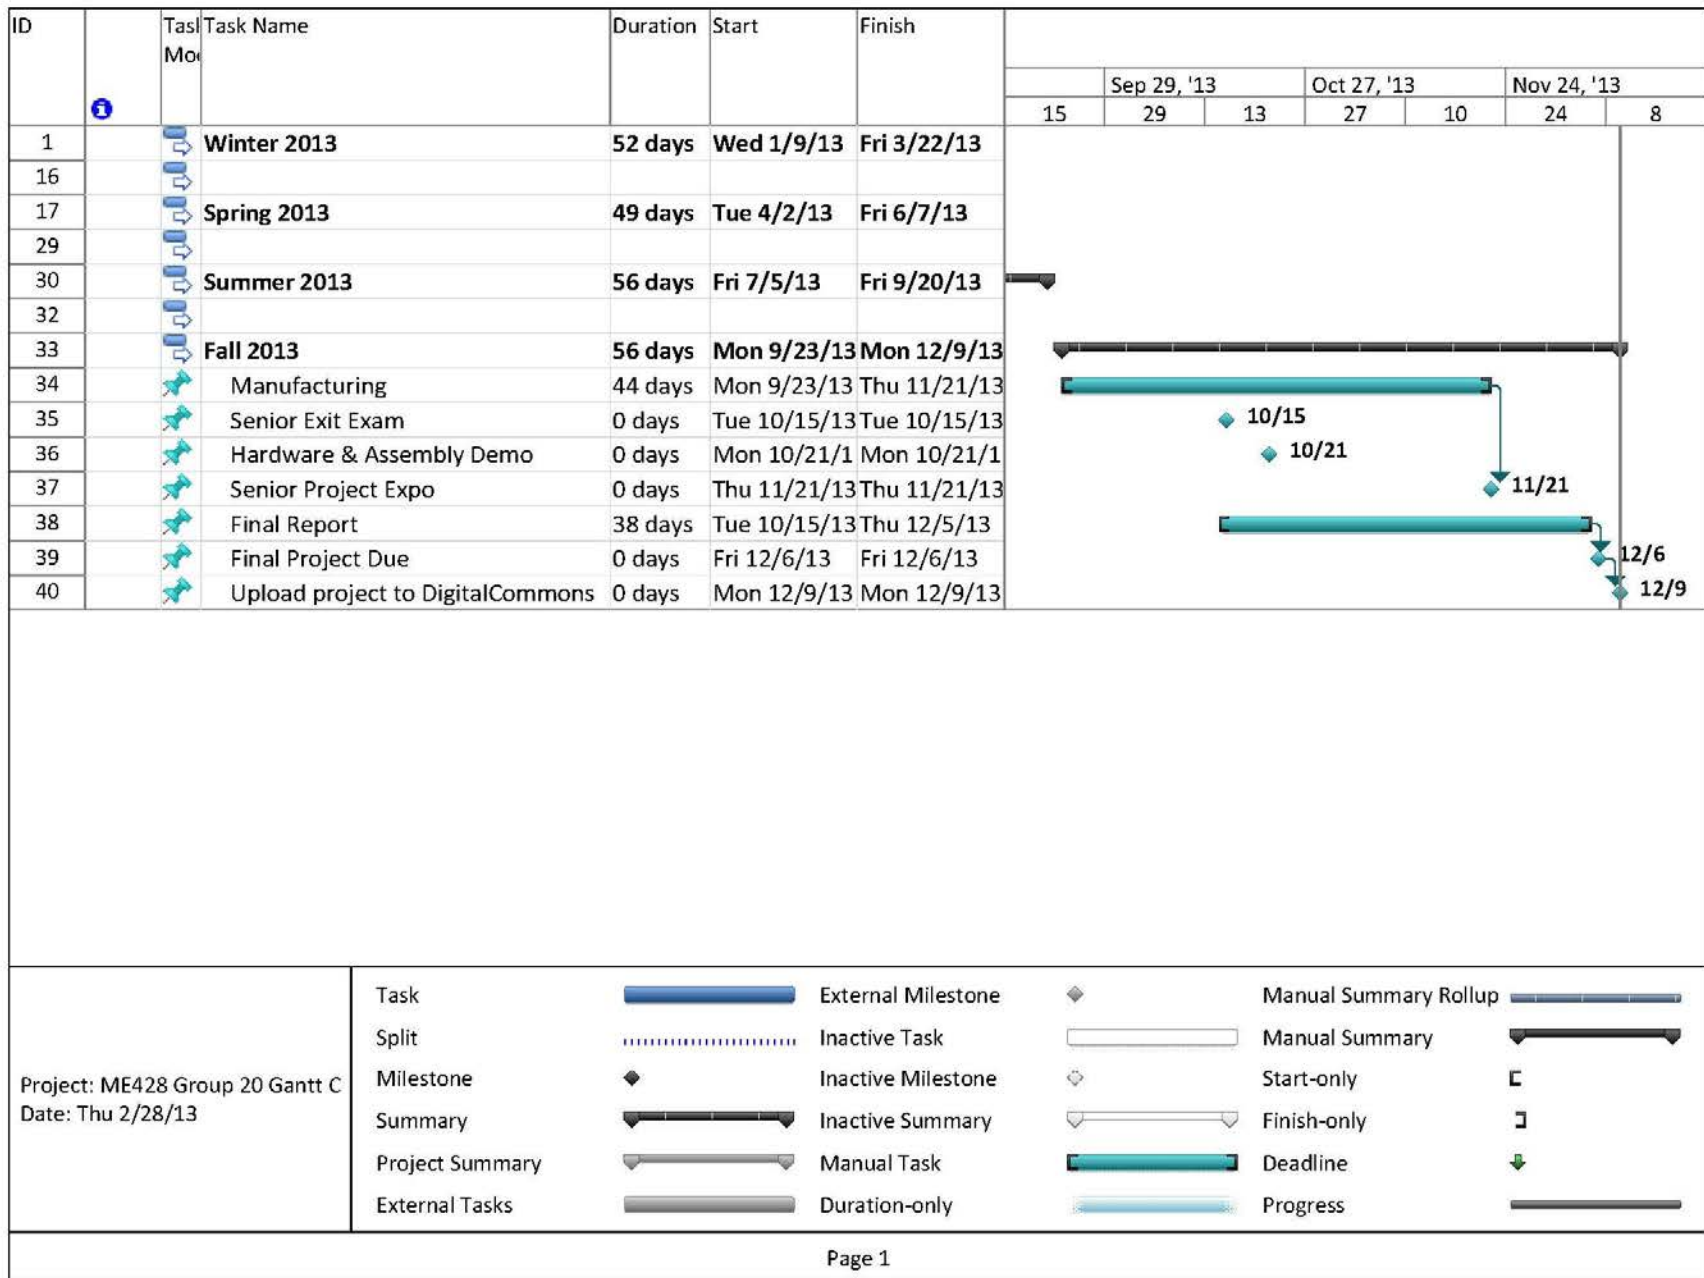 ID Tasl Task Name Duration Start Finish
Mod
Sep 29, '13 Oct 27, '13 Nov 24, '13
15 29 13 27 10 24 8
1 Winter 2013 52 days Wed 1/9/13 Fri 3/22/13
16
17 Spring 2013 49 days Tue 4/2/13 Fri 6/7/13
29
30 Summer 2013 56 days Fri 7/5/13 Fri 9/20/13
32
33 Fall 2013 56 days Mon 9/23/13 Mon 12/9/13
34 Manufacturing 44 days Mon 9/23/13 Thu 11/21/13
35 Senior Exit Exam 0 days Tue 10/15/13 Tue 10/15/13 10/15
36 Hardware & Assembly Demo 0 days Mon 10/21/1 Mon 10/21/1 10/21
37 Senior Project Expo 0 days Thu 11/21/13 Thu 11/21/13 11/21
38 Final Report 38 days Tue 10/15/13 Thu 12/5/13
39 Final Project Due 0 days Fri 12/6/13 Fri 12/6/13 12/6
40 Upload project to DigitalCommons 0 days Mon 12/9/13 Mon 12/9/13 12/9
Project: ME428 Group 20 Gantt C
Date: Thu 2/28/13
Task External Milestone Manual Summary Rollup
Split Inactive Task Manual Summary
Milestone Inactive Milestone Start-only
Summary Inactive Summary Finish-only
Project Summary Manual Task Deadline
External Tasks Duration-only Progress
Page 1